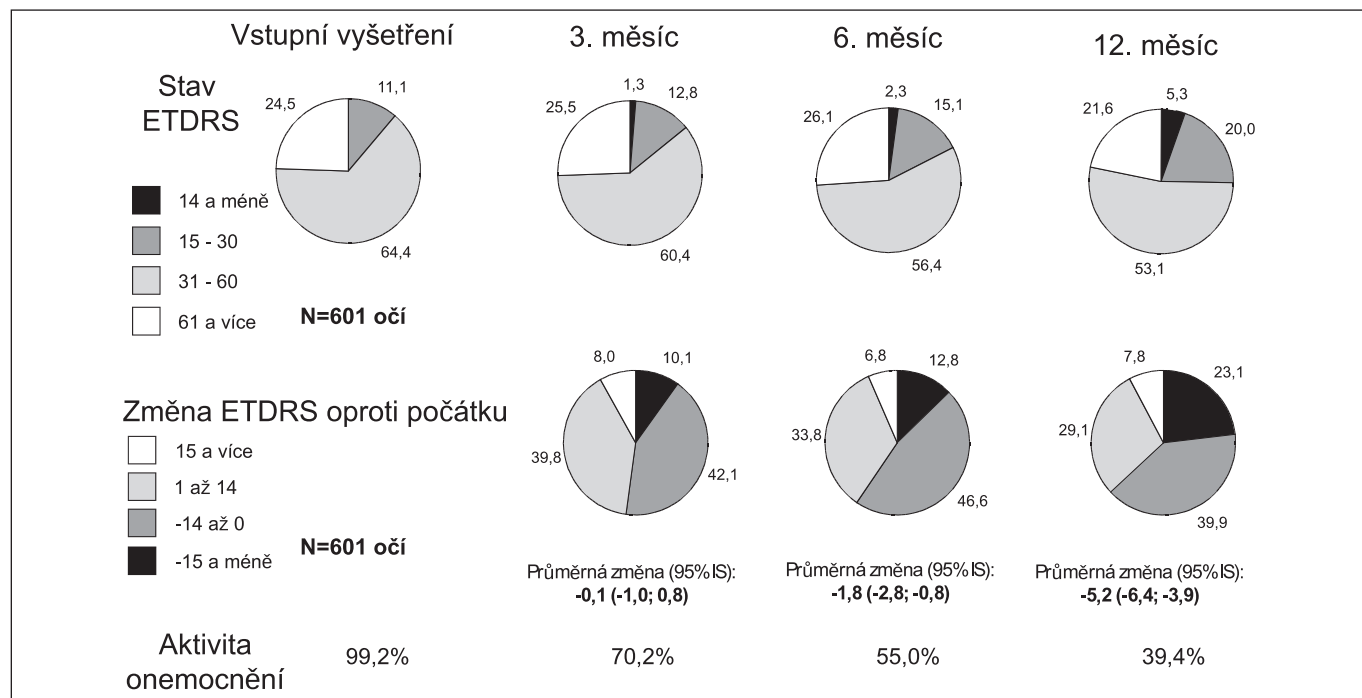 Vstupní vyšetření
3. měsíc
6. měsíc
12. měsíc
Stav
ETDRS
24,5
11,1
64,4
25,5
1,3
12,8
60,4
26,1
2,3
15,1
56,4
21,6
5,3
20,0
53,1
14 a méně
15 - 30
31 - 60
61 a více
N=601 očí
Změna ETDRS oproti počátku
15 a více
1 až 14
-14 až 0
-15 a méně
N=601 očí
8,0
10,1
39,8
42,1
6,8
12,8
33,8
46,6
7,8
23,1
29,1
39,9
Průměrná změna (95%IS):
-0,1 (-1,0; 0,8)
Průměrná změna (95%IS):
-1,8 (-2,8; -0,8)
Průměrná změna (95%IS):
-5,2 (-6,4; -3,9)
Aktivita
onemocnění
99,2%
70,2%
55,0%
39,4%